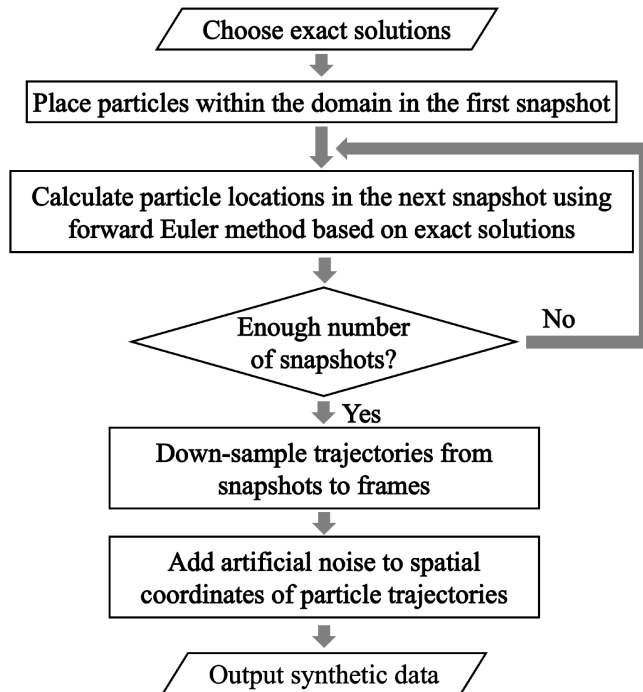 Choose exact solutions
Place particles within the domain in the first snapshot
Calculate particle locations in the next snapshot using
forward Euler method based on exact solutions
Enough number
of snapshots?
No
Yes
Down-sample trajectories from
snapshots to frames
Add artificial noise to spatial
coordinates of particle trajectories
Output synthetic data